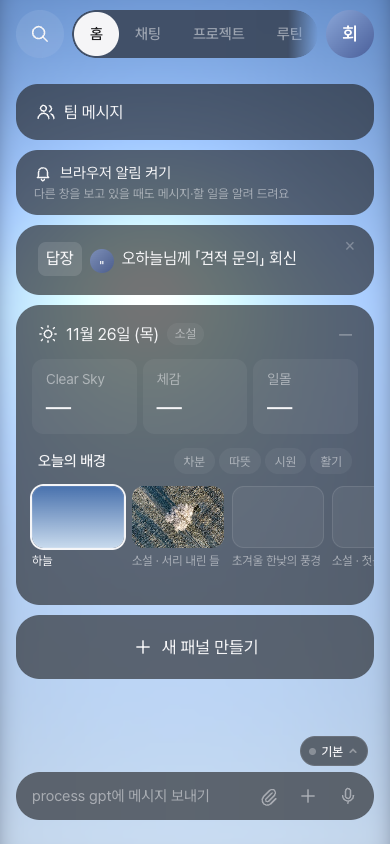 홈 채팅 프로젝트 루틴 회
팀 메시지
브라우저 알림 켜기
다른 창을 보고 있을 때도 메시지·할 일을 알려 드려요
답장 오하늘님께 「견적 문의」 회신
11월 26일 (목) 소설
Clear Sky 체감 일몰
오늘의 배경 차분 따뜻 시원 활기
하늘 소설 · 서리 내린 들 초겨울 한낮의 풍경 소설 · 첫
새 패널 만들기
기본
process gpt에 메시지 보내기